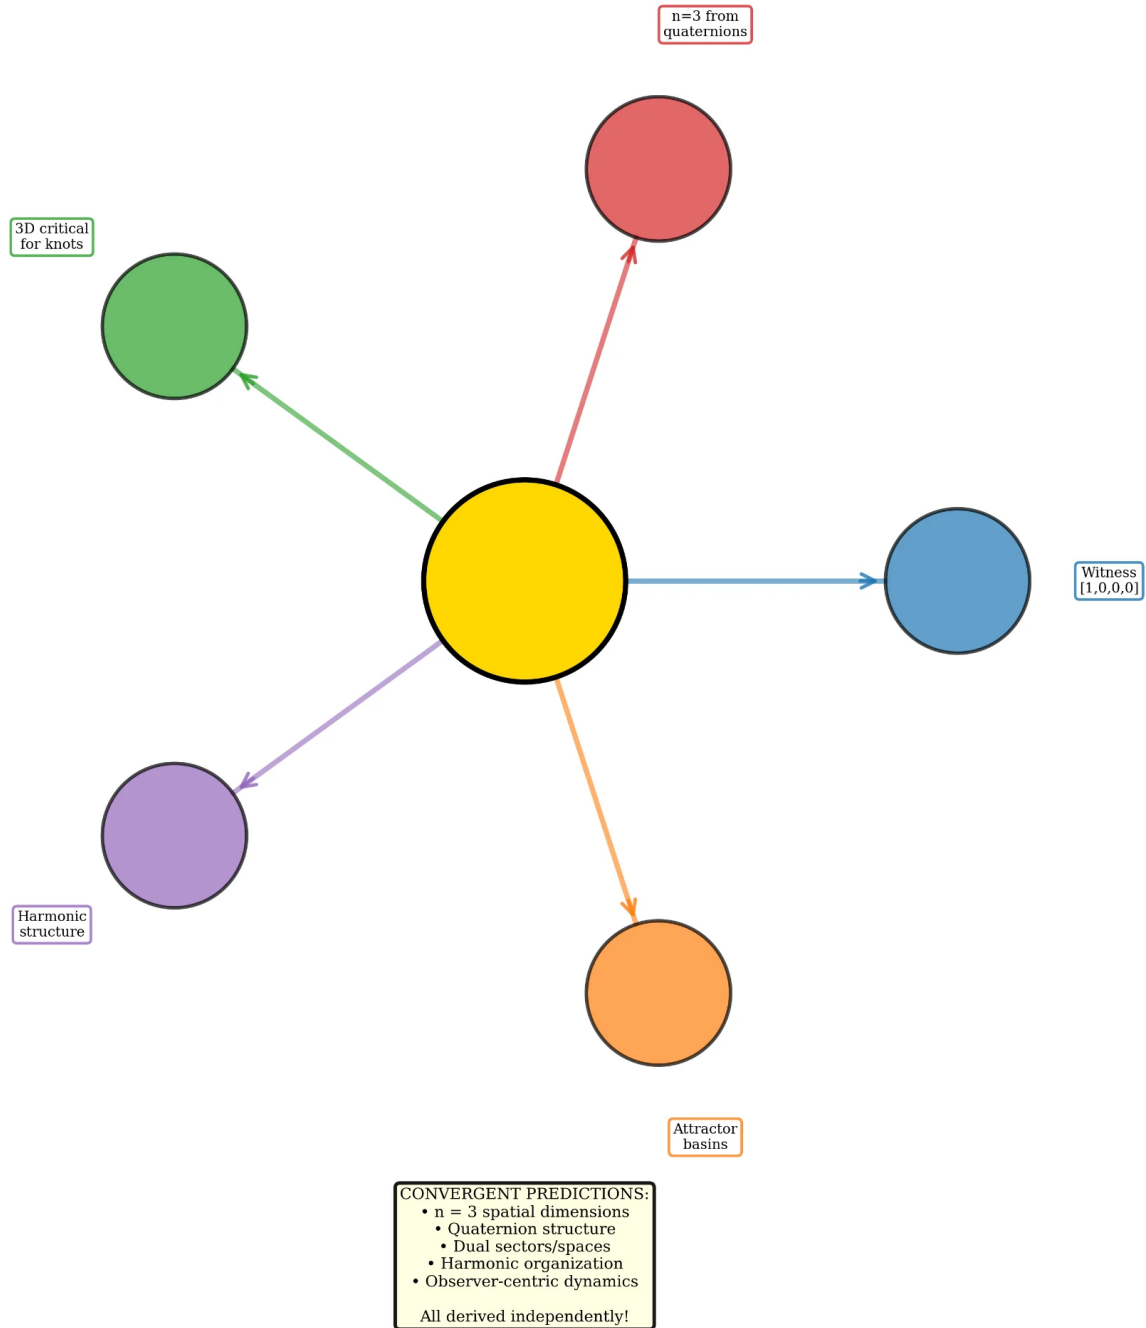 n=3 from
quaternions
3D critical
for knots
Witness
[1,0,0,0]
Harmonic
structure
Attractor
basins
CONVERGENT PREDICTIONS:
• n = 3 spatial dimensions
• Quaternion structure
• Dual sectors/spaces
• Harmonic organization
• Observer-centric dynamics
All derived independently!